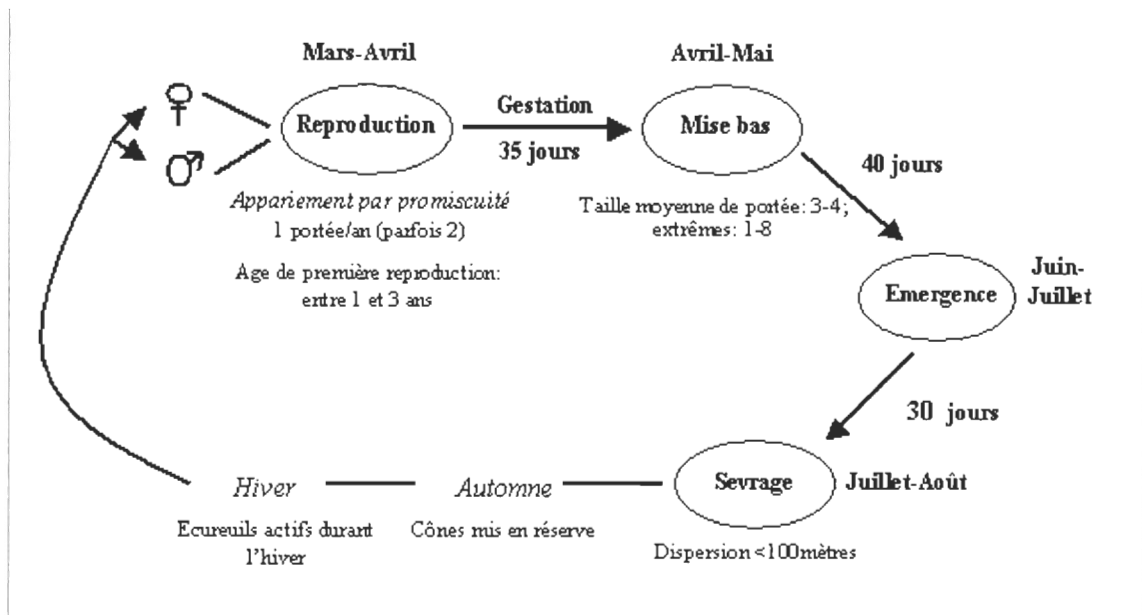 Mars-Avril
Avril-Mai
Reproduction
Gestation
35 jours
Mise bas
40 jours
Appariement par promiscuité
1 portée/an (parfois 2)
Age de première reproduction:
entre 1 et 3 ans
Taille moyenne de portée: 3-4;
extrêmes: 1-8
Emergence
Juin-
Juillet
30 jours
Sevrage
Juillet-Août
Dispersion <100mètres
Automne
Cônes mis en réserve
Hiver
Ecureuils actifs durant
l'hiver